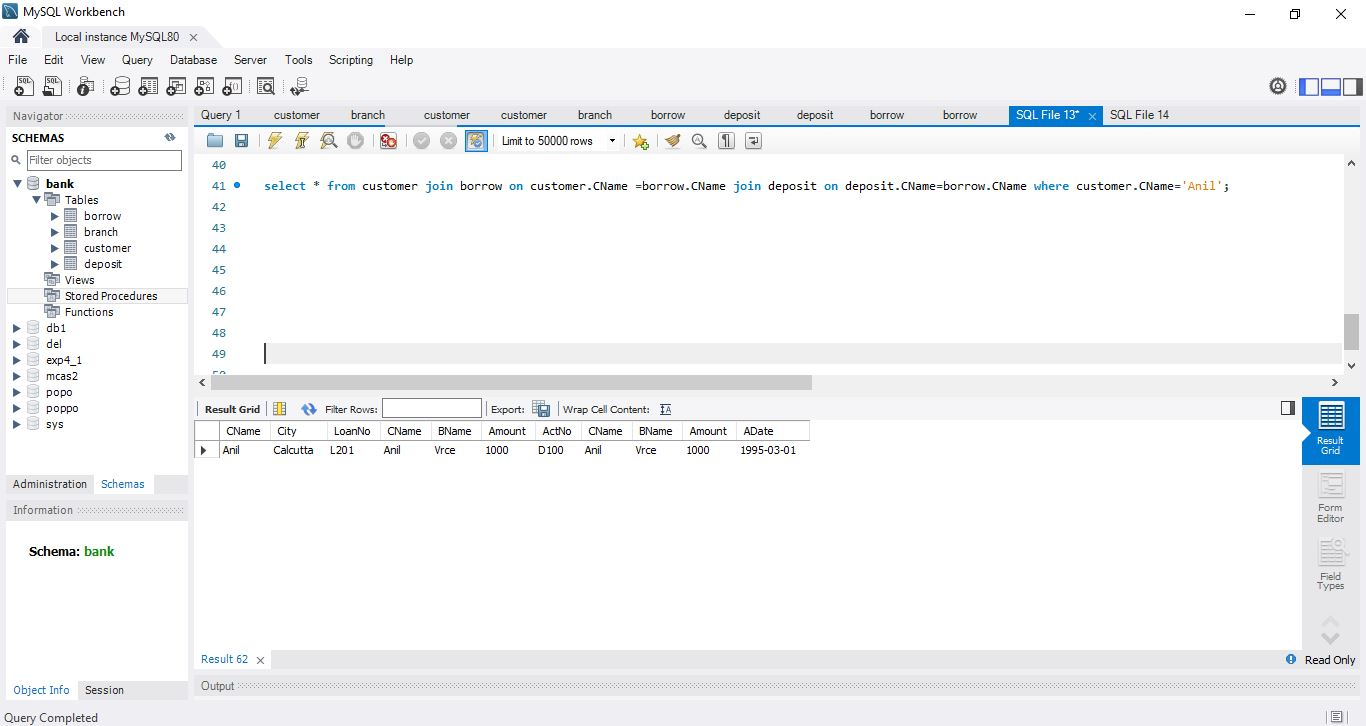 MySQL Workbench
Local instance MySQL80
File Edit View Query Database Server Tools Scripting Help
Navigator
SCHEMAS
Filter objects
bank
Tables
borrow
branch
customer
deposit
Views
Stored Procedures
Functions
db1
del
exp4_1
mcas2
popo
poppo
sys
Administration Schemas
Information
Schema: bank
Object Info Session
Query 1 customer branch customer customer branch borrow deposit deposit borrow borrow SQL File 13* SQL File 14
Limit to 50000 rows
40
41 select * from customer join borrow on customer.CName =borrow.CName join deposit on deposit.CName=borrow.CName where customer.CName='Anil';
42
43
44
45
46
47
48
49
Result Grid Filter Rows: Export: Wrap Cell Content:
CName City LoanNo CName BName Amount ActNo CName BName Amount ADate
Anil Calcutta L201 Anil Vrce 1000 D100 Anil Vrce 1000 1995-03-01
Result
Grid
Form
Editor
Field
Types
Result 62
Read Only
Output
Query Completed